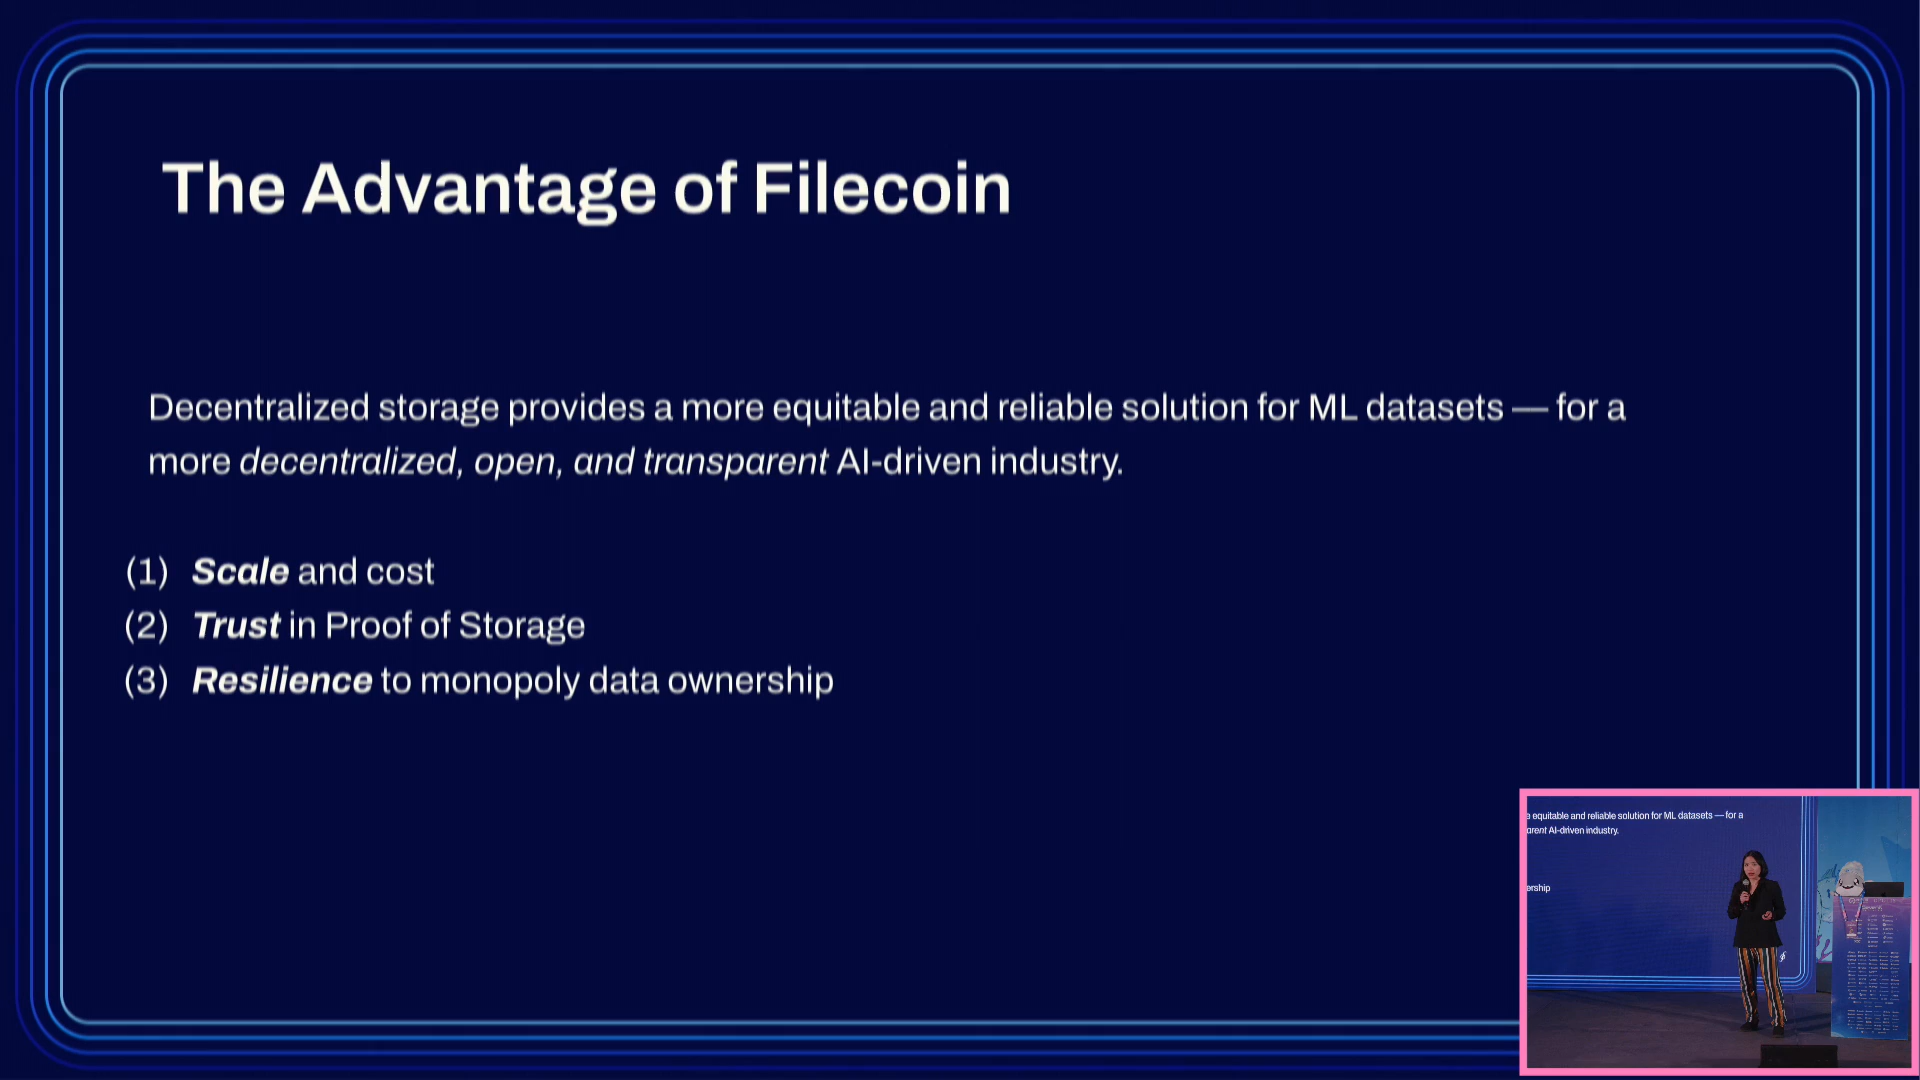 The Advantage of Filecoin
Decentralized storage provides a more equitable and reliable solution for ML datasets — for a
more decentralized, open, and transparent AI-driven industry.
(1) Scale and cost
(2) Trust in Proof of Storage
(3) Resilience to monopoly data ownership
e equitable and reliable solution for ML datasets — for a
arent AI-driven industry.
ership